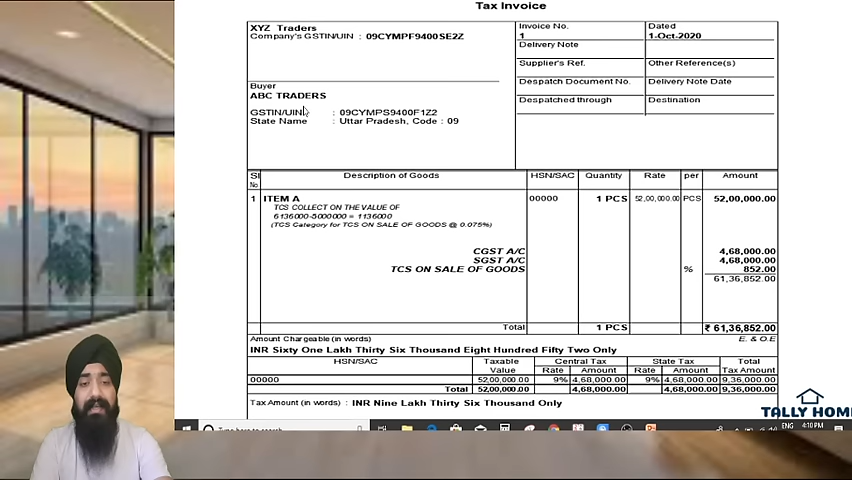 Tax Invoice
XYZ Traders
Company's GSTIN/UIN : 09CYMPF9400SE2Z
Invoice No.
1
Dated
1-Oct-2020
Delivery Note
Supplier's Ref.
Other Reference(s)
Buyer
ABC TRADERS
GSTIN/UIN : 09CYMPS9400F1Z2
State Name : Uttar Pradesh, Code : 09
Despatch Document No.
Delivery Note Date
Despatched through
Destination
Sl No
Description of Goods
HSN/SAC
Quantity
Rate
per
Amount
1 ITEM A 00000 1 PCS 52,00,000.00 PCS 52,00,000.00
TCS COLLECT ON THE VALUE OF
6136000-5000000 = 1136000
(TCS Category for TCS ON SALE OF GOODS @ 0.075%)
CGST A/C 4,68,000.00
SGST A/C 4,68,000.00
TCS ON SALE OF GOODS % 852.00
61,36,852.00
Total 1 PCS ₹ 61,36,852.00
Amount Chargeable (in words) E. & O.E
INR Sixty One Lakh Thirty Six Thousand Eight Hundred Fifty Two Only
HSN/SAC
Taxable Value
Central Tax
Rate Amount
State Tax
Rate Amount
Total Tax Amount
00000 52,00,000.00 9% 4,68,000.00 9% 4,68,000.00 9,36,000.00
Total 52,00,000.00 4,68,000.00 4,68,000.00 9,36,000.00
Tax Amount (in words) : INR Nine Lakh Thirty Six Thousand Only
TALLY HOM
ENG 4:10 PM